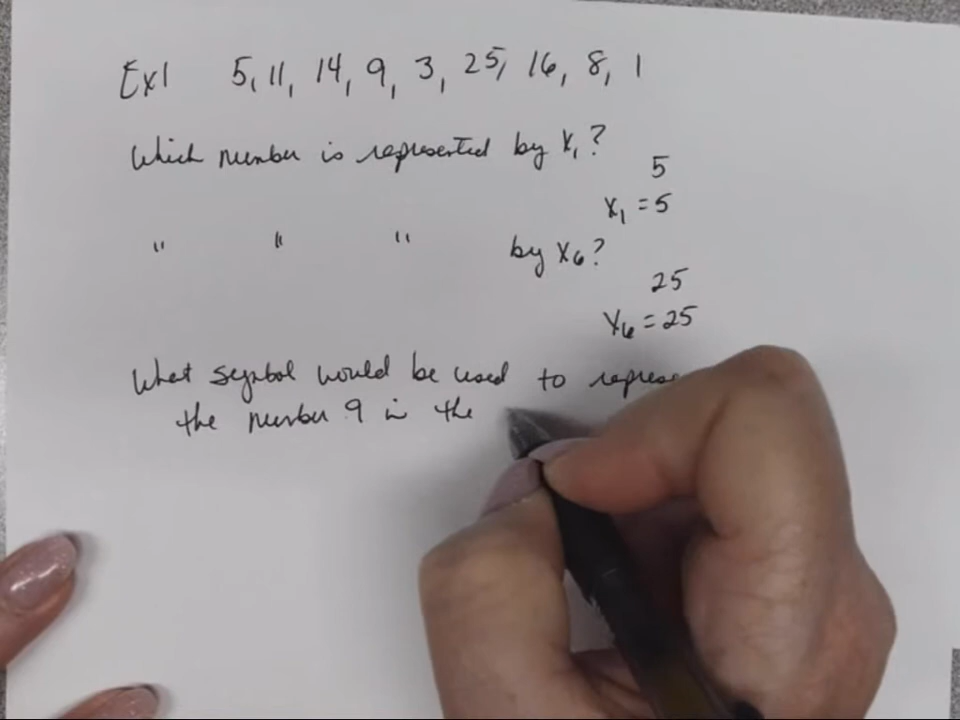 Ex1 5, 11, 14, 9, 3, 25, 16, 8, 1
Which number is represented by x₁?
5
x₁ = 5
" " " by x₆?
25
x₆ = 25
What symbol would be used to
the number 9 in the